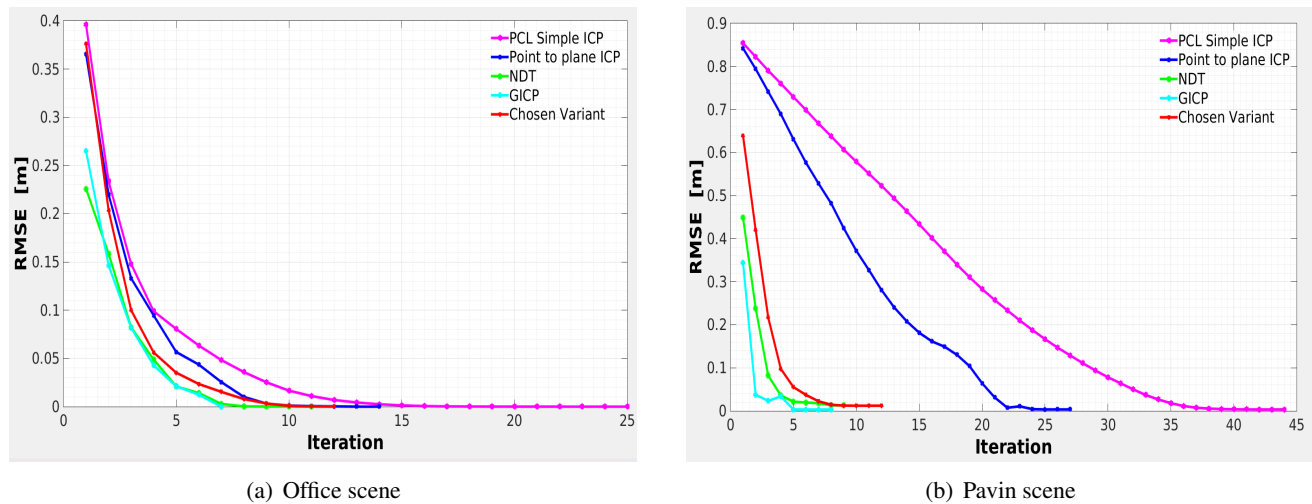 0.4
0.35
0.3
0.25
0.2
0.15
0.1
0.05
0
RMSE [m]
PCL Simple ICP
Point to plane ICP
NDT
GICP
Chosen Variant
0 5 10 15 20 25
Iteration
(a) Office scene
0.9
0.8
0.7
0.6
0.5
0.4
0.3
0.2
0.1
0
RMSE [m]
PCL Simple ICP
Point to plane ICP
NDT
GICP
Chosen Variant
0 5 10 15 20 25 30 35 40 45
Iteration
(b) Pavin scene